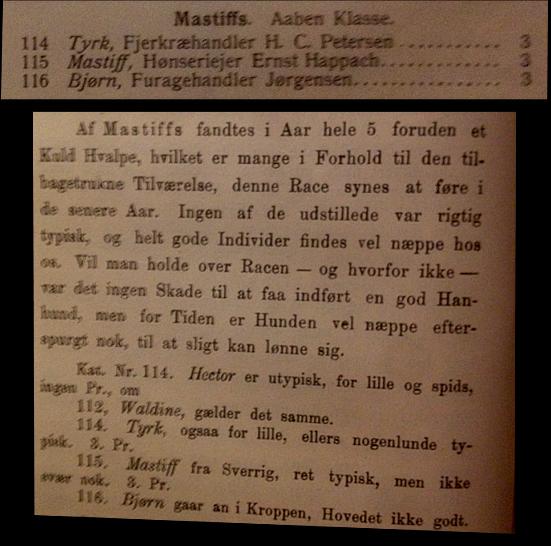 Mastiffs. Aaben Klasse.
114 Tyrk, Fjerkræhandler H. C. Petersen ........... 3
115 Mastiff, Hønseriejer Ernst Happach............. 3
116 Bjørn, Furagehandler Jørgensen................ 3
Af Mastiffs fandtes i Aar hele 5 foruden et
Kuld Hvalpe, hvilket er mange i Forhold til den til-
bagetrukne Tilværelse, denne Race synes at føre i
de senere Aar. Ingen af de udstillede var rigtig
typisk, og helt gode Individer findes vel næppe hos
os. Vil man holde over Racen — og hvorfor ikke —
var det ingen Skade til at faa indført en god Han-
hund, men for Tiden er Hunden vel næppe efter-
spurgt nok, til at sligt kan lønne sig.
Kat. Nr. 114. Hector er utypisk, for lille og spids,
ingen Pr., om
112, Waldine, gælder det samme.
114. Tyrk, ogsaa for lille, ellers nogenlunde ty-
pisk. 3. Pr.
115. Mastiff fra Sverrig, ret typisk, men ikke
svær nok. 3. Pr.
116. Bjørn gaar an i Kroppen, Hovedet ikke godt.